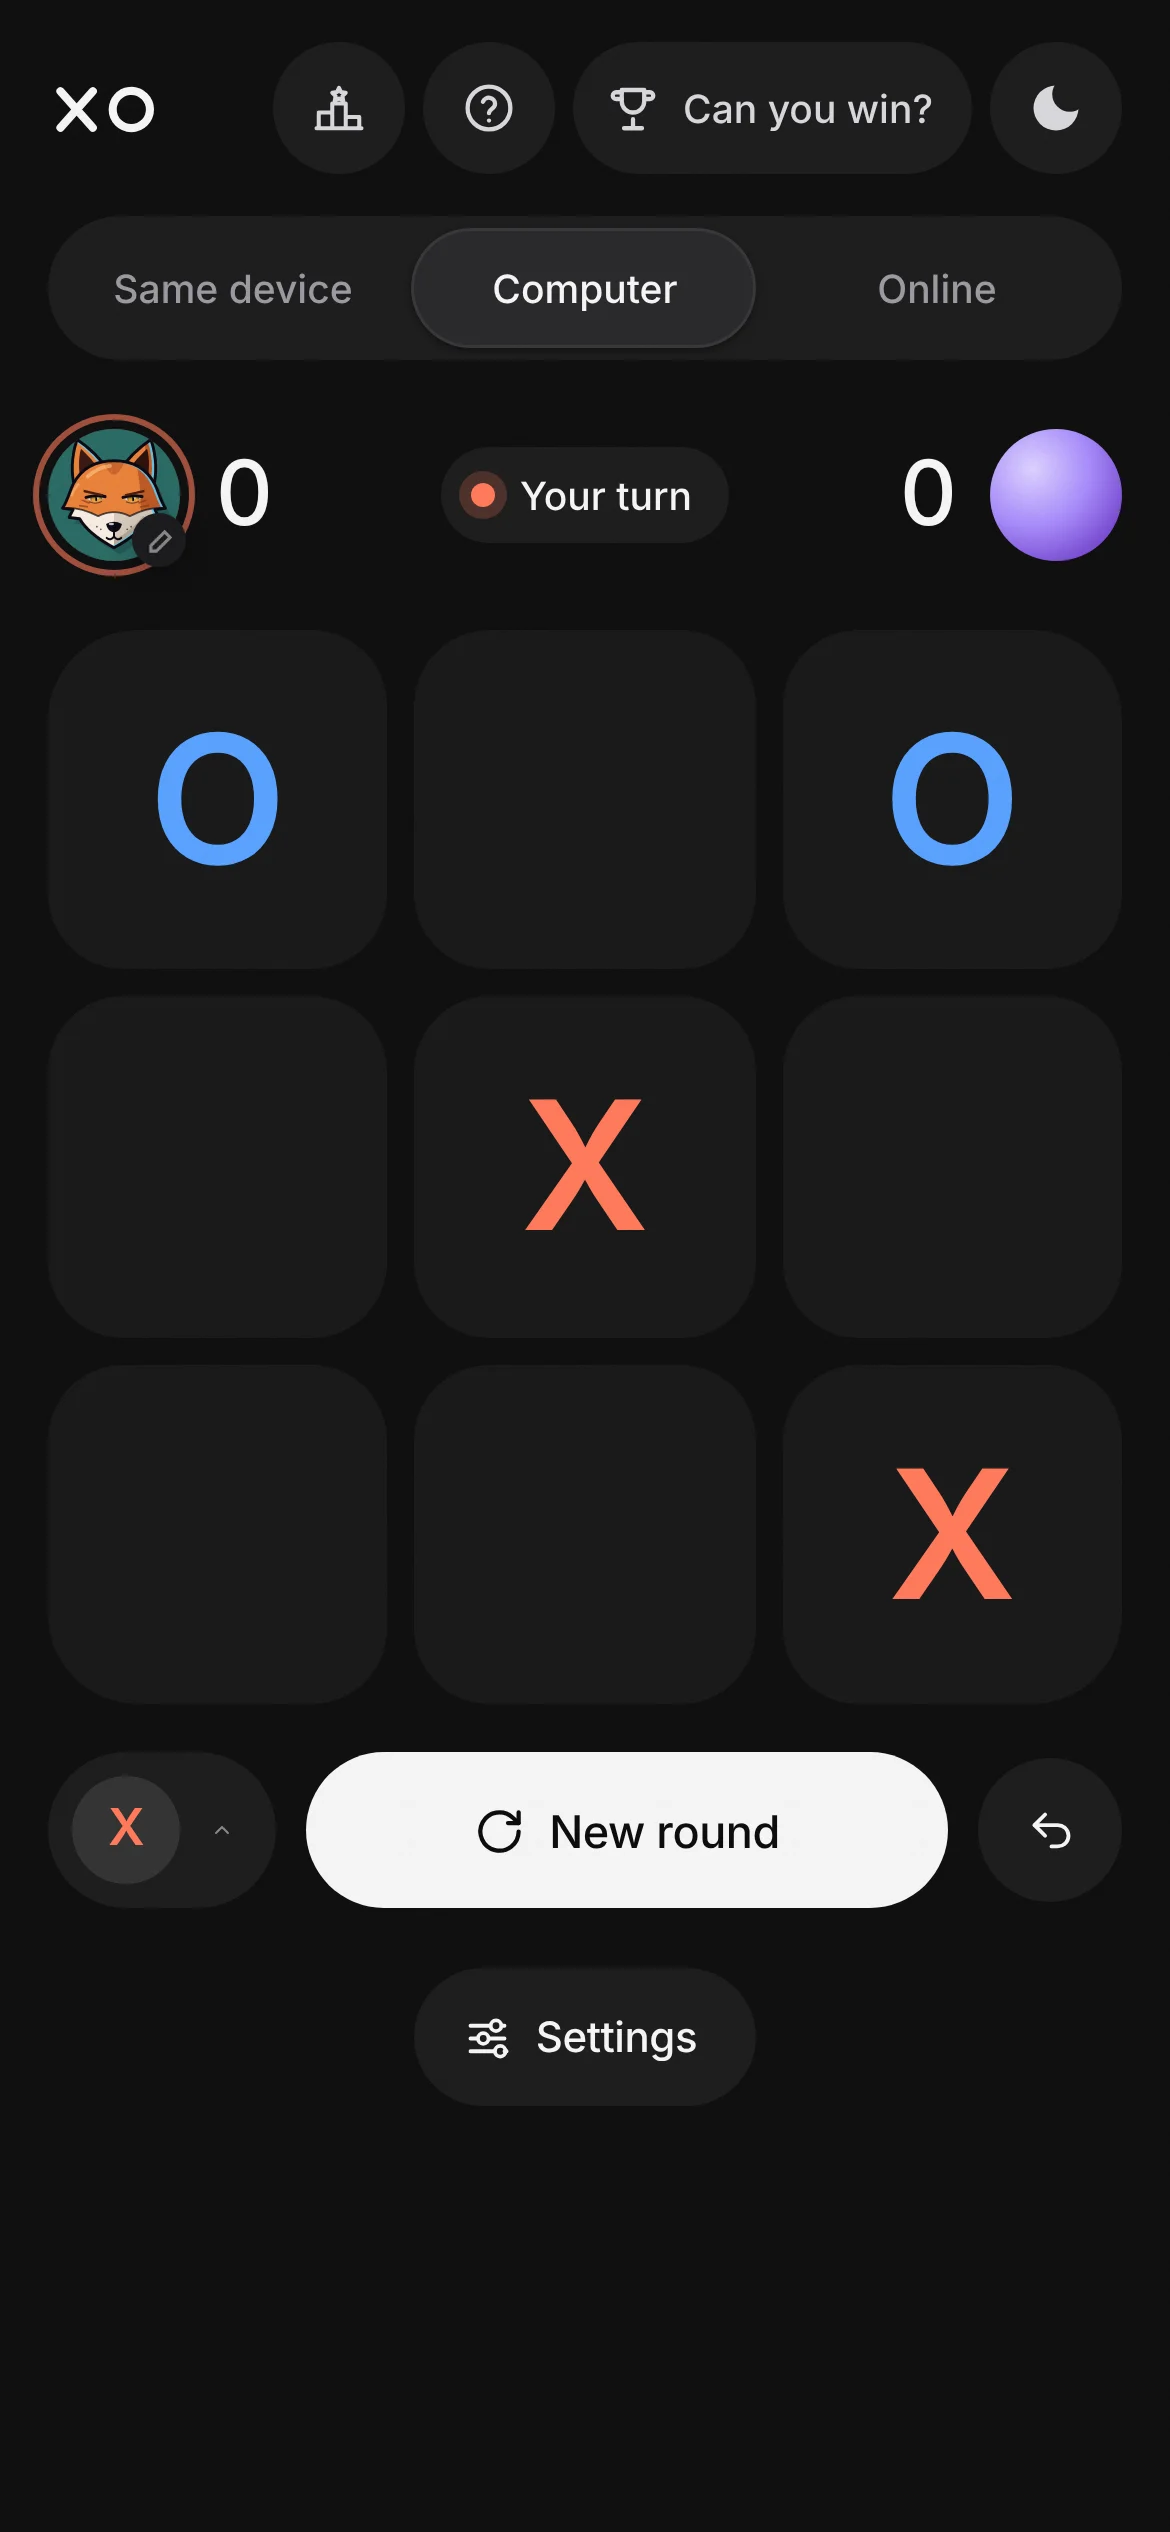 XO
Can you win?
Same device
Computer
Online
0
Your turn
0
O
O
X
X
X
New round
Settings